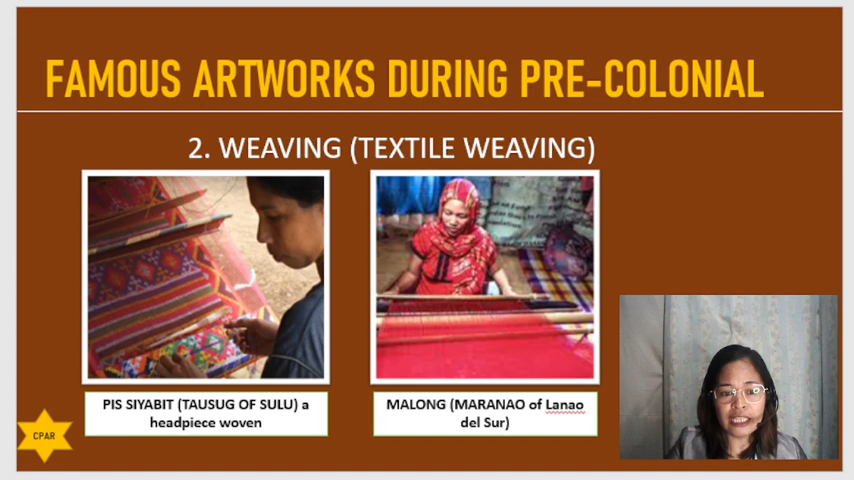 FAMOUS ARTWORKS DURING PRE-COLONIAL
2. WEAVING (TEXTILE WEAVING)
PIS SIYABIT (TAUSUG OF SULU) a
headpiece woven
MALONG (MARANAO of Lanao
del Sur)
CPAR